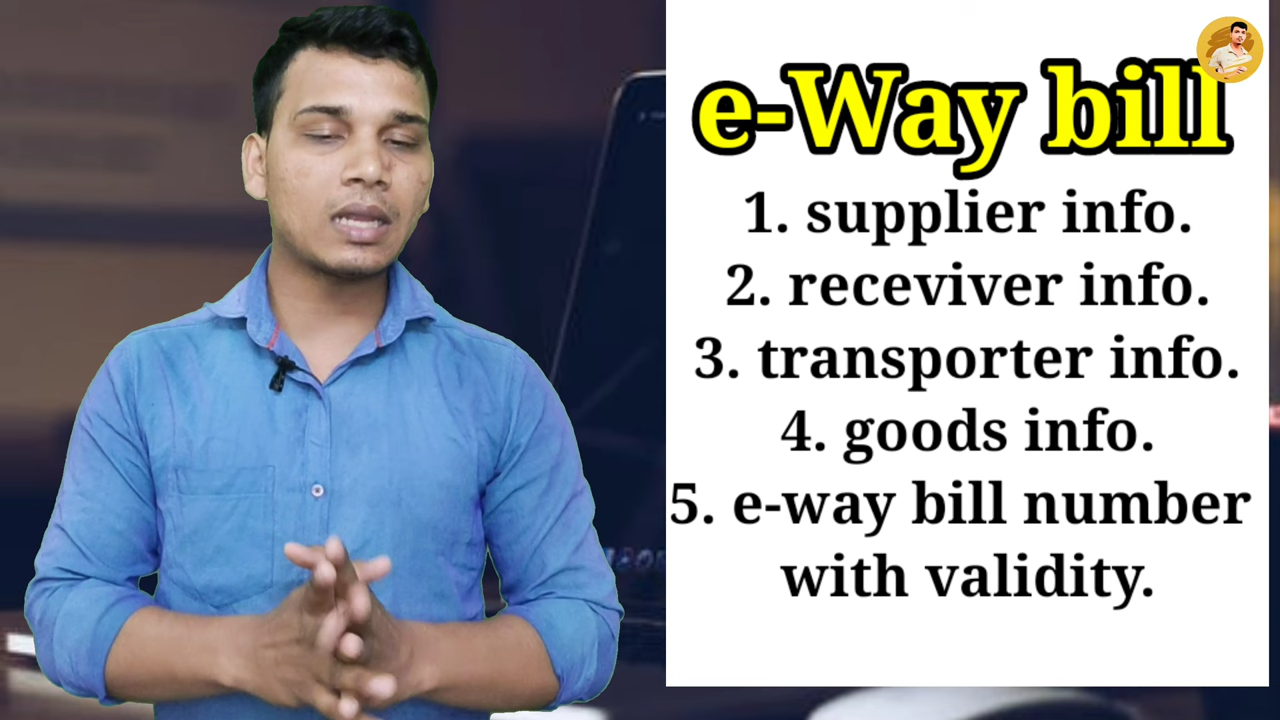 e-Way bill
1. supplier info.
2. receviver info.
3. transporter info.
4. goods info.
5. e-way bill number
with validity.